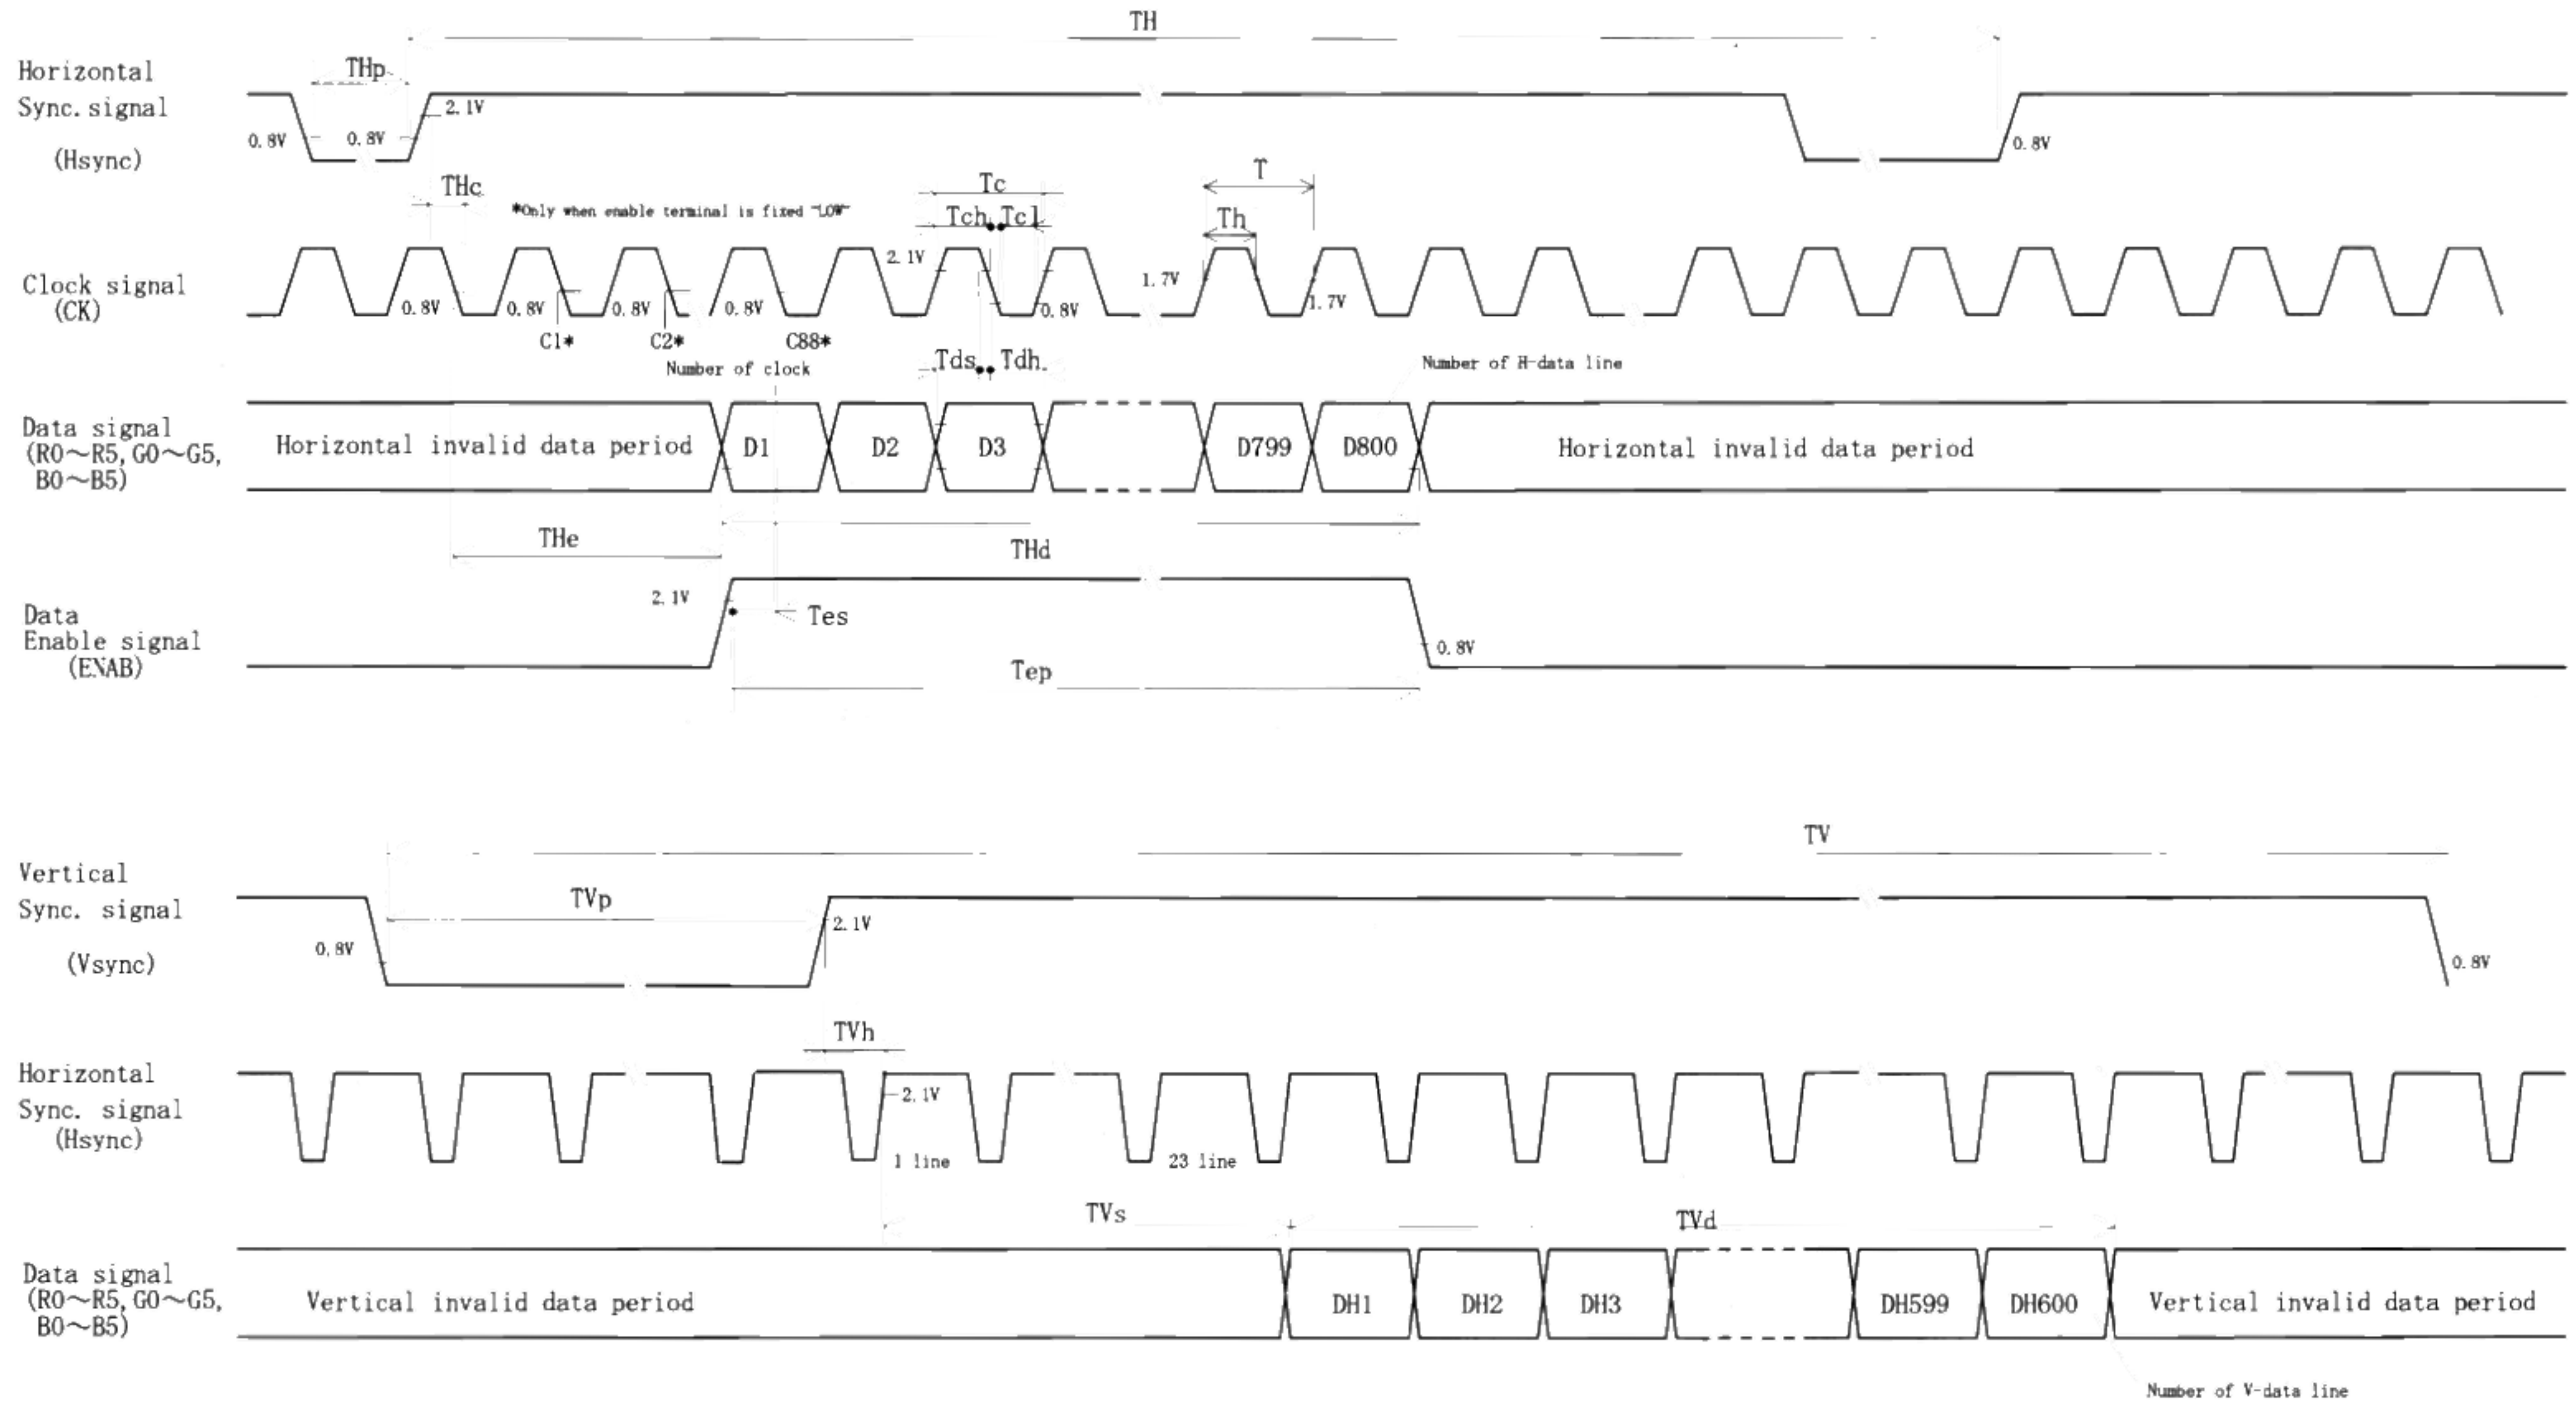 TH
Horizontal
THp
Sync. signal
2.1V
0.8V
0.8V
0.8V
(Hsync)
THc
Tc
T
*Only when enable terminal is fixed "LOW"
Tch
Tcl
Th
2.1V
1.7V
Clock signal
(CK)
0.8V
0.8V
0.8V
0.8V
0.8V
1.7V
C1*
C2*
C88*
Number of clock
Tds
Tdh
Number of H-data line
Data signal
(R0～R5, G0～G5,
B0～B5)
Horizontal invalid data period
D1
D2
D3
D799
D800
Horizontal invalid data period
THe
THd
2.1V
Tes
Data
Enable signal
(ENAB)
0.8V
Tep
TV
Vertical
Sync. signal
TVp
2.1V
0.8V
(Vsync)
0.8V
TVh
Horizontal
Sync. signal
(Hsync)
2.1V
1 line
23 line
TVs
TVd
Data signal
(R0～R5, G0～G5,
B0～B5)
Vertical invalid data period
DH1
DH2
DH3
DH599
DH600
Vertical invalid data period
Number of V-data line